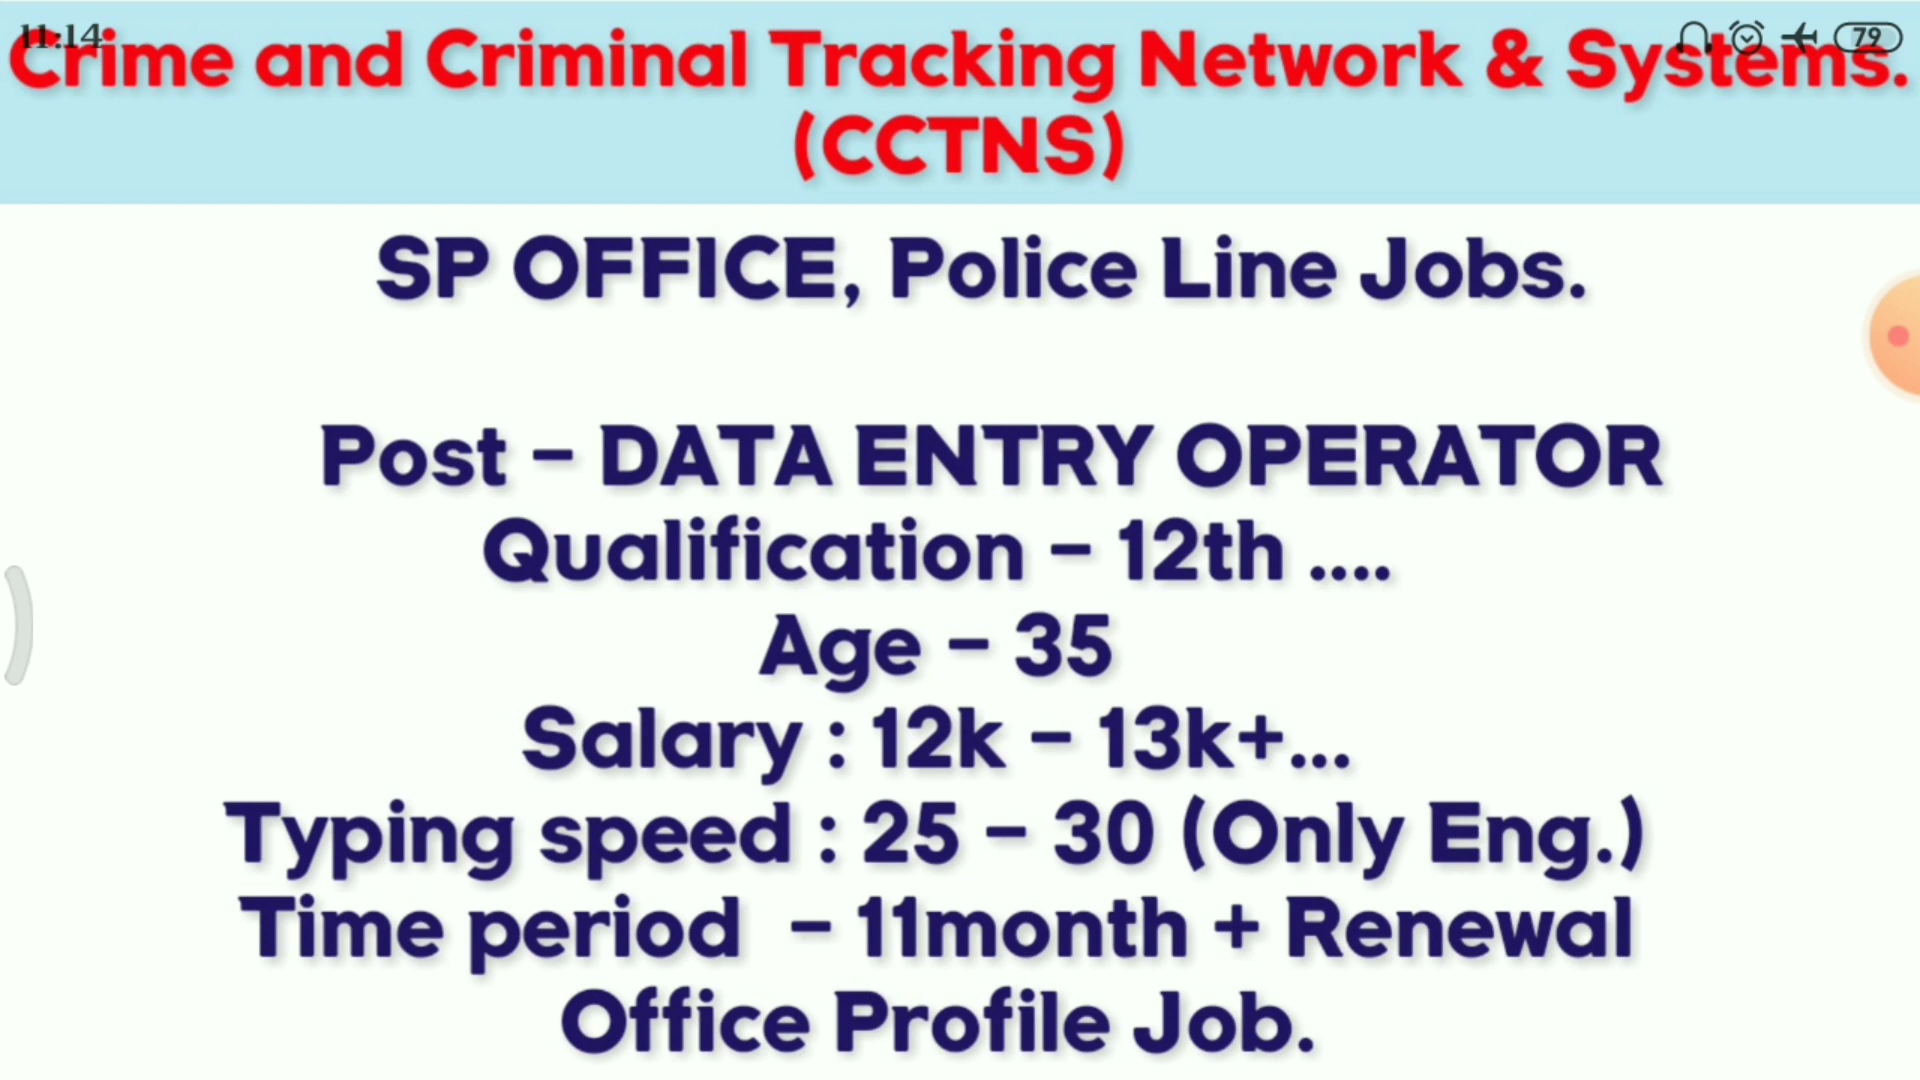 11:14
79
Crime and Criminal Tracking Network & Systems.
(CCTNS)
SP OFFICE, Police Line Jobs.
Post – DATA ENTRY OPERATOR
Qualification – 12th ....
Age – 35
Salary : 12k – 13k+...
Typing speed : 25 – 30 (Only Eng.)
Time period – 11month + Renewal
Office Profile Job.